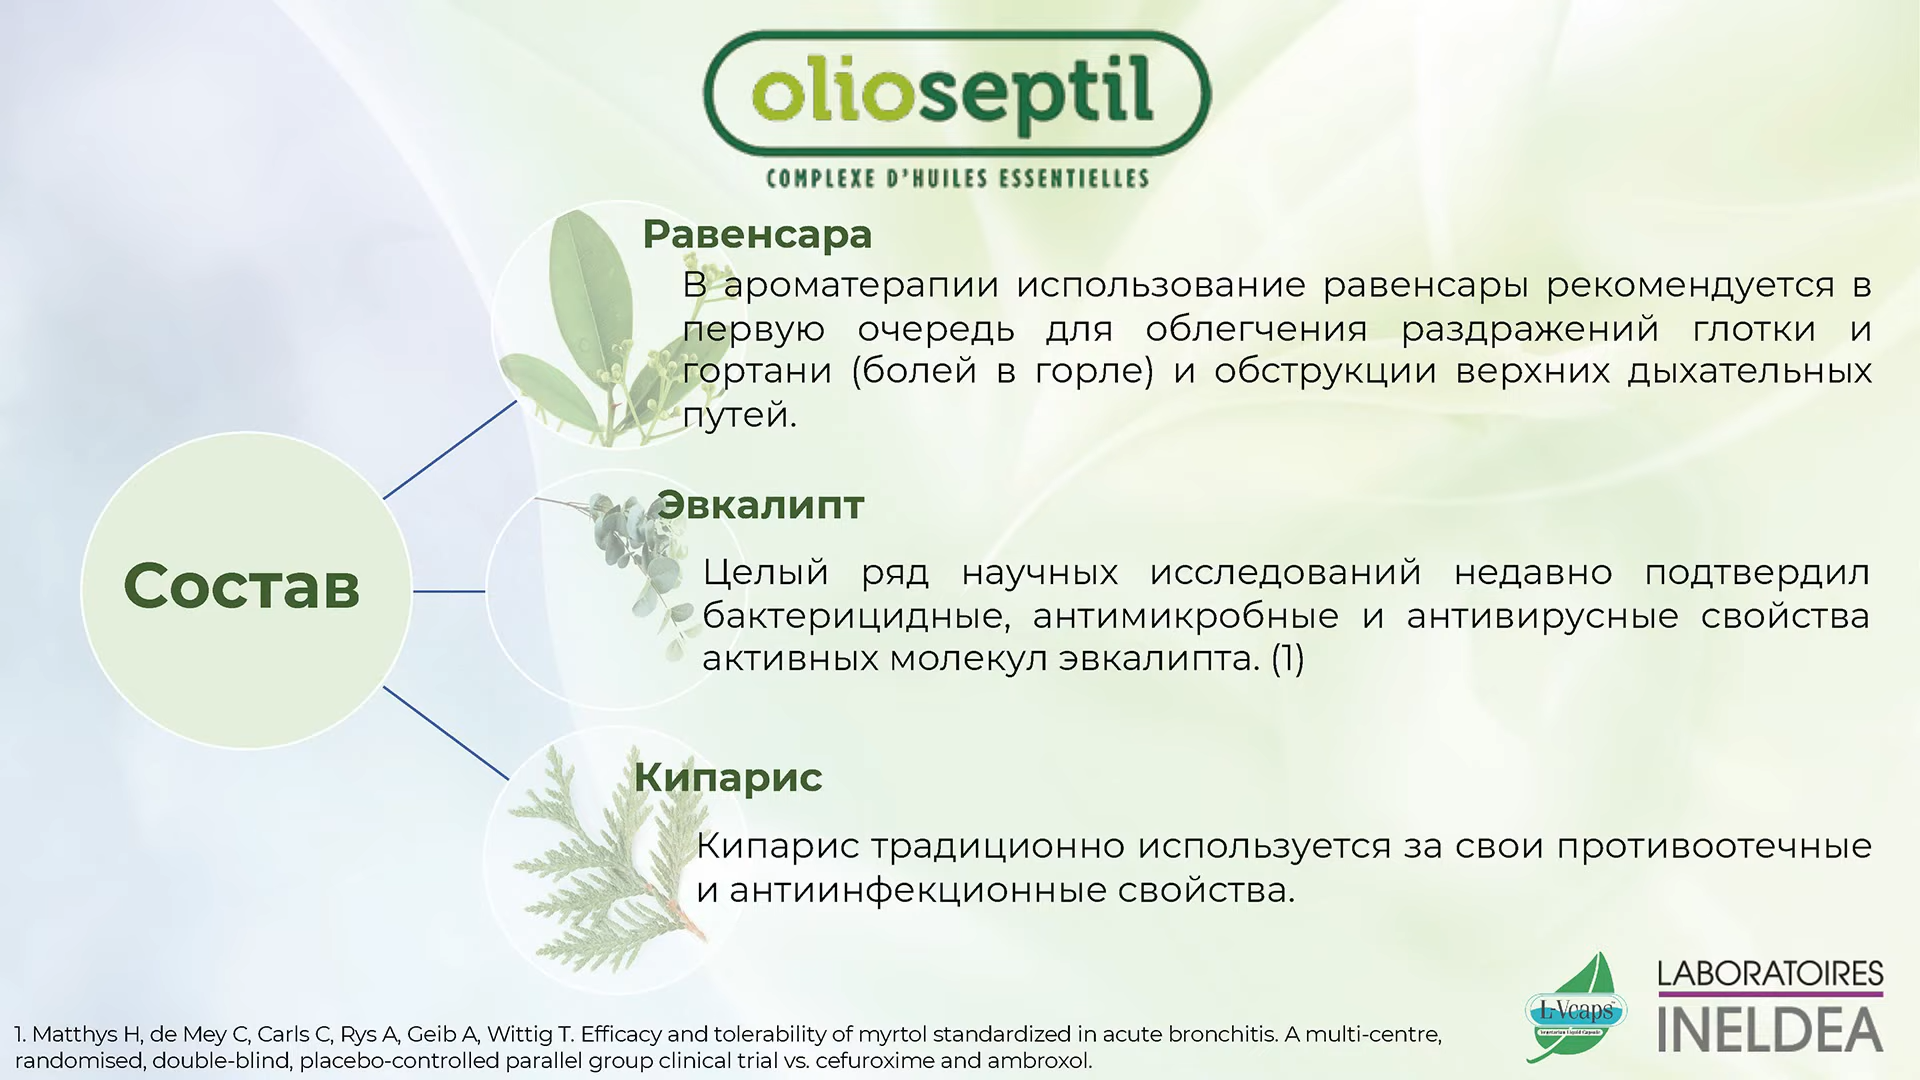 olioseptil
COMPLEXE D'HUILES ESSENTIELLES
Равенсара
В ароматерапии использование равенсары рекомендуется в
первую очередь для облегчения раздражений глотки и
гортани (болей в горле) и обструкции верхних дыхательных
путей.
Состав
Эвкалипт
Целый ряд научных исследований недавно подтвердил
бактерицидные, антимикробные и антивирусные свойства
активных молекул эвкалипта. (1)
Кипарис
Кипарис традиционно используется за свои противоотечные
и антиинфекционные свойства.
1. Matthys H, de Mey C, Carls C, Rys A, Geib A, Wittig T. Efficacy and tolerability of myrtol standardized in acute bronchitis. A multi-centre,
randomised, double-blind, placebo-controlled parallel group clinical trial vs. cefuroxime and ambroxol.
L-Vcaps™
Vegetarian Liquid Capsule
LABORATOIRES
INELDEA